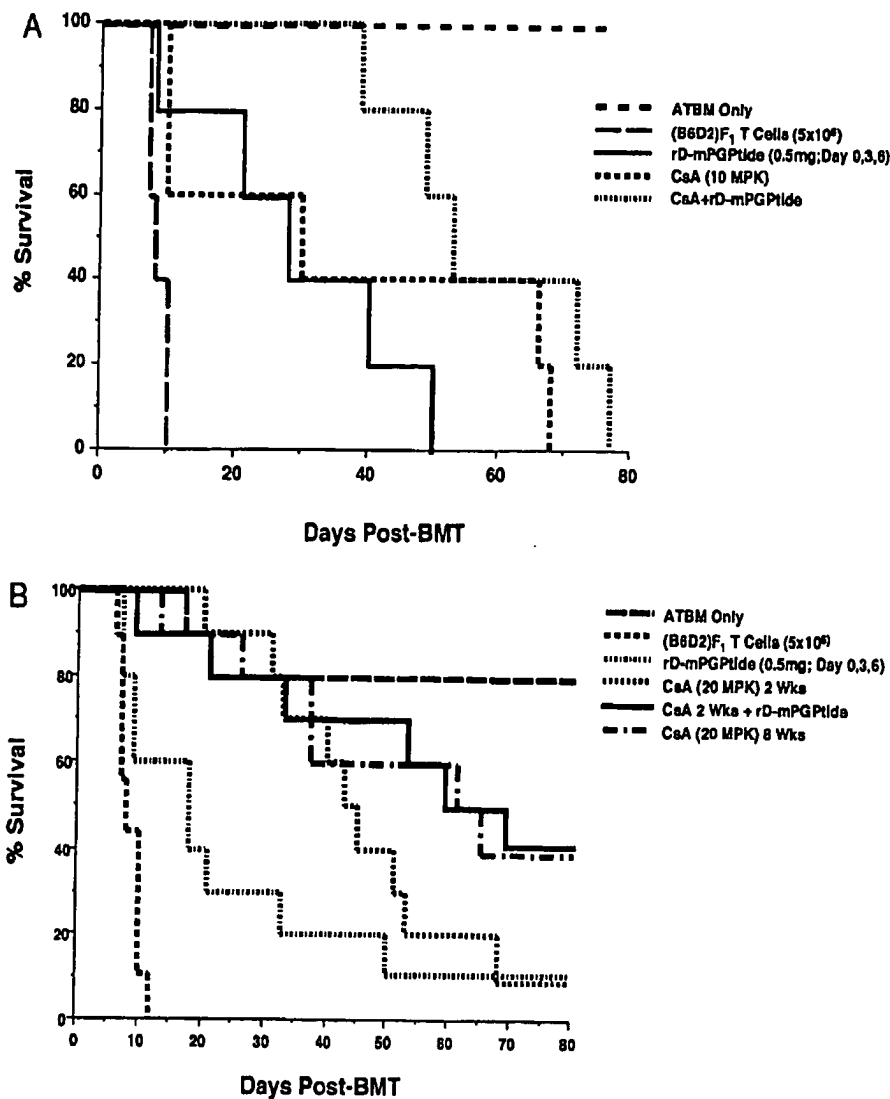 A
100
80
60
40
20
0
% Survival
0 20 40 60 80
Days Post-BMT
ATBM Only
(B6D2)F₁ T Cells (5x10⁶)
rD-mPGPtide (0.5mg;Day 0,3,6)
CsA (10 MPK)
CsA+rD-mPGPtide
B
100
80
60
40
20
0
% Survival
0 10 20 30 40 50 60 70 80
Days Post-BMT
ATBM Only
(B6D2)F₁ T Cells (5x10⁶)
rD-mPGPtide (0.5mg; Day 0,3,6)
CsA (20 MPK) 2 Wks
CsA 2 Wks + rD-mPGPtide
CsA (20 MPK) 8 Wks